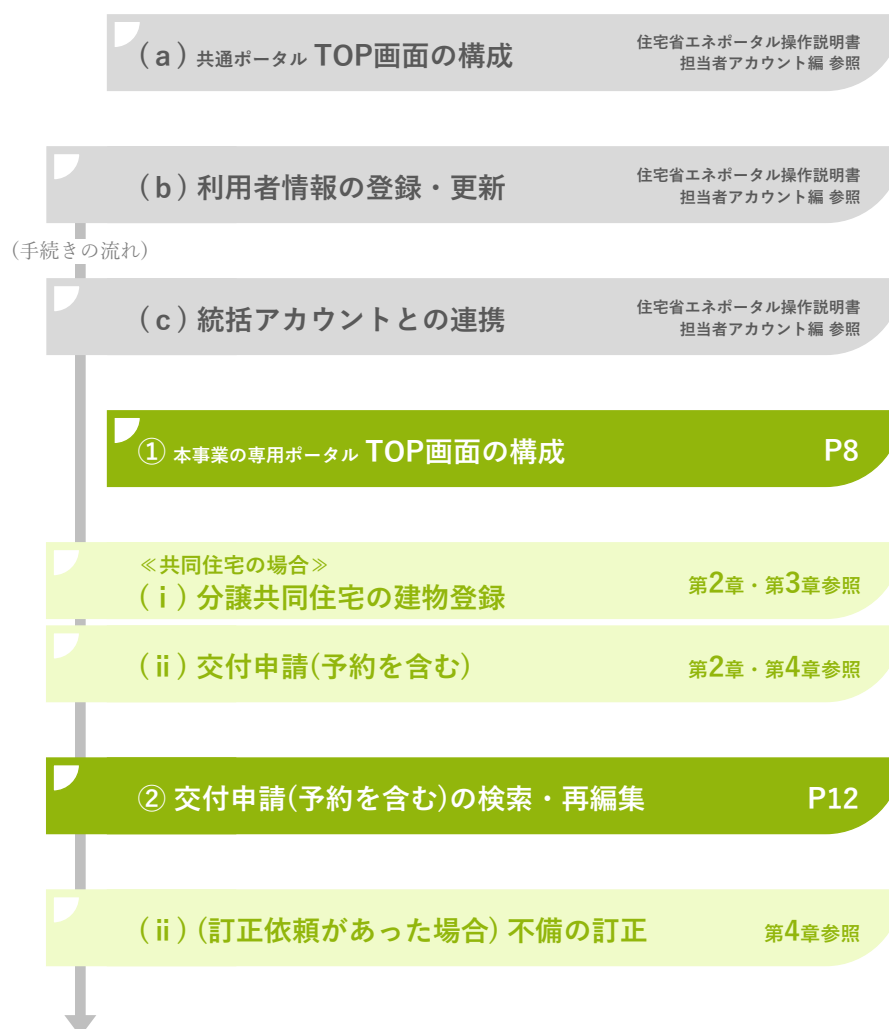 (a) 共通ポータル TOP画面の構成
住宅省エネポータル操作説明書
担当者アカウント編 参照
(b) 利用者情報の登録・更新
住宅省エネポータル操作説明書
担当者アカウント編 参照
(手続きの流れ)
(c) 統括アカウントとの連携
住宅省エネポータル操作説明書
担当者アカウント編 参照
① 本事業の専用ポータル TOP画面の構成 P8
≪共同住宅の場合≫
(ⅰ) 分譲共同住宅の建物登録 第2章・第3章参照
(ⅱ) 交付申請(予約を含む) 第2章・第4章参照
② 交付申請(予約を含む)の検索・再編集 P12
(ⅱ) (訂正依頼があった場合) 不備の訂正 第4章参照